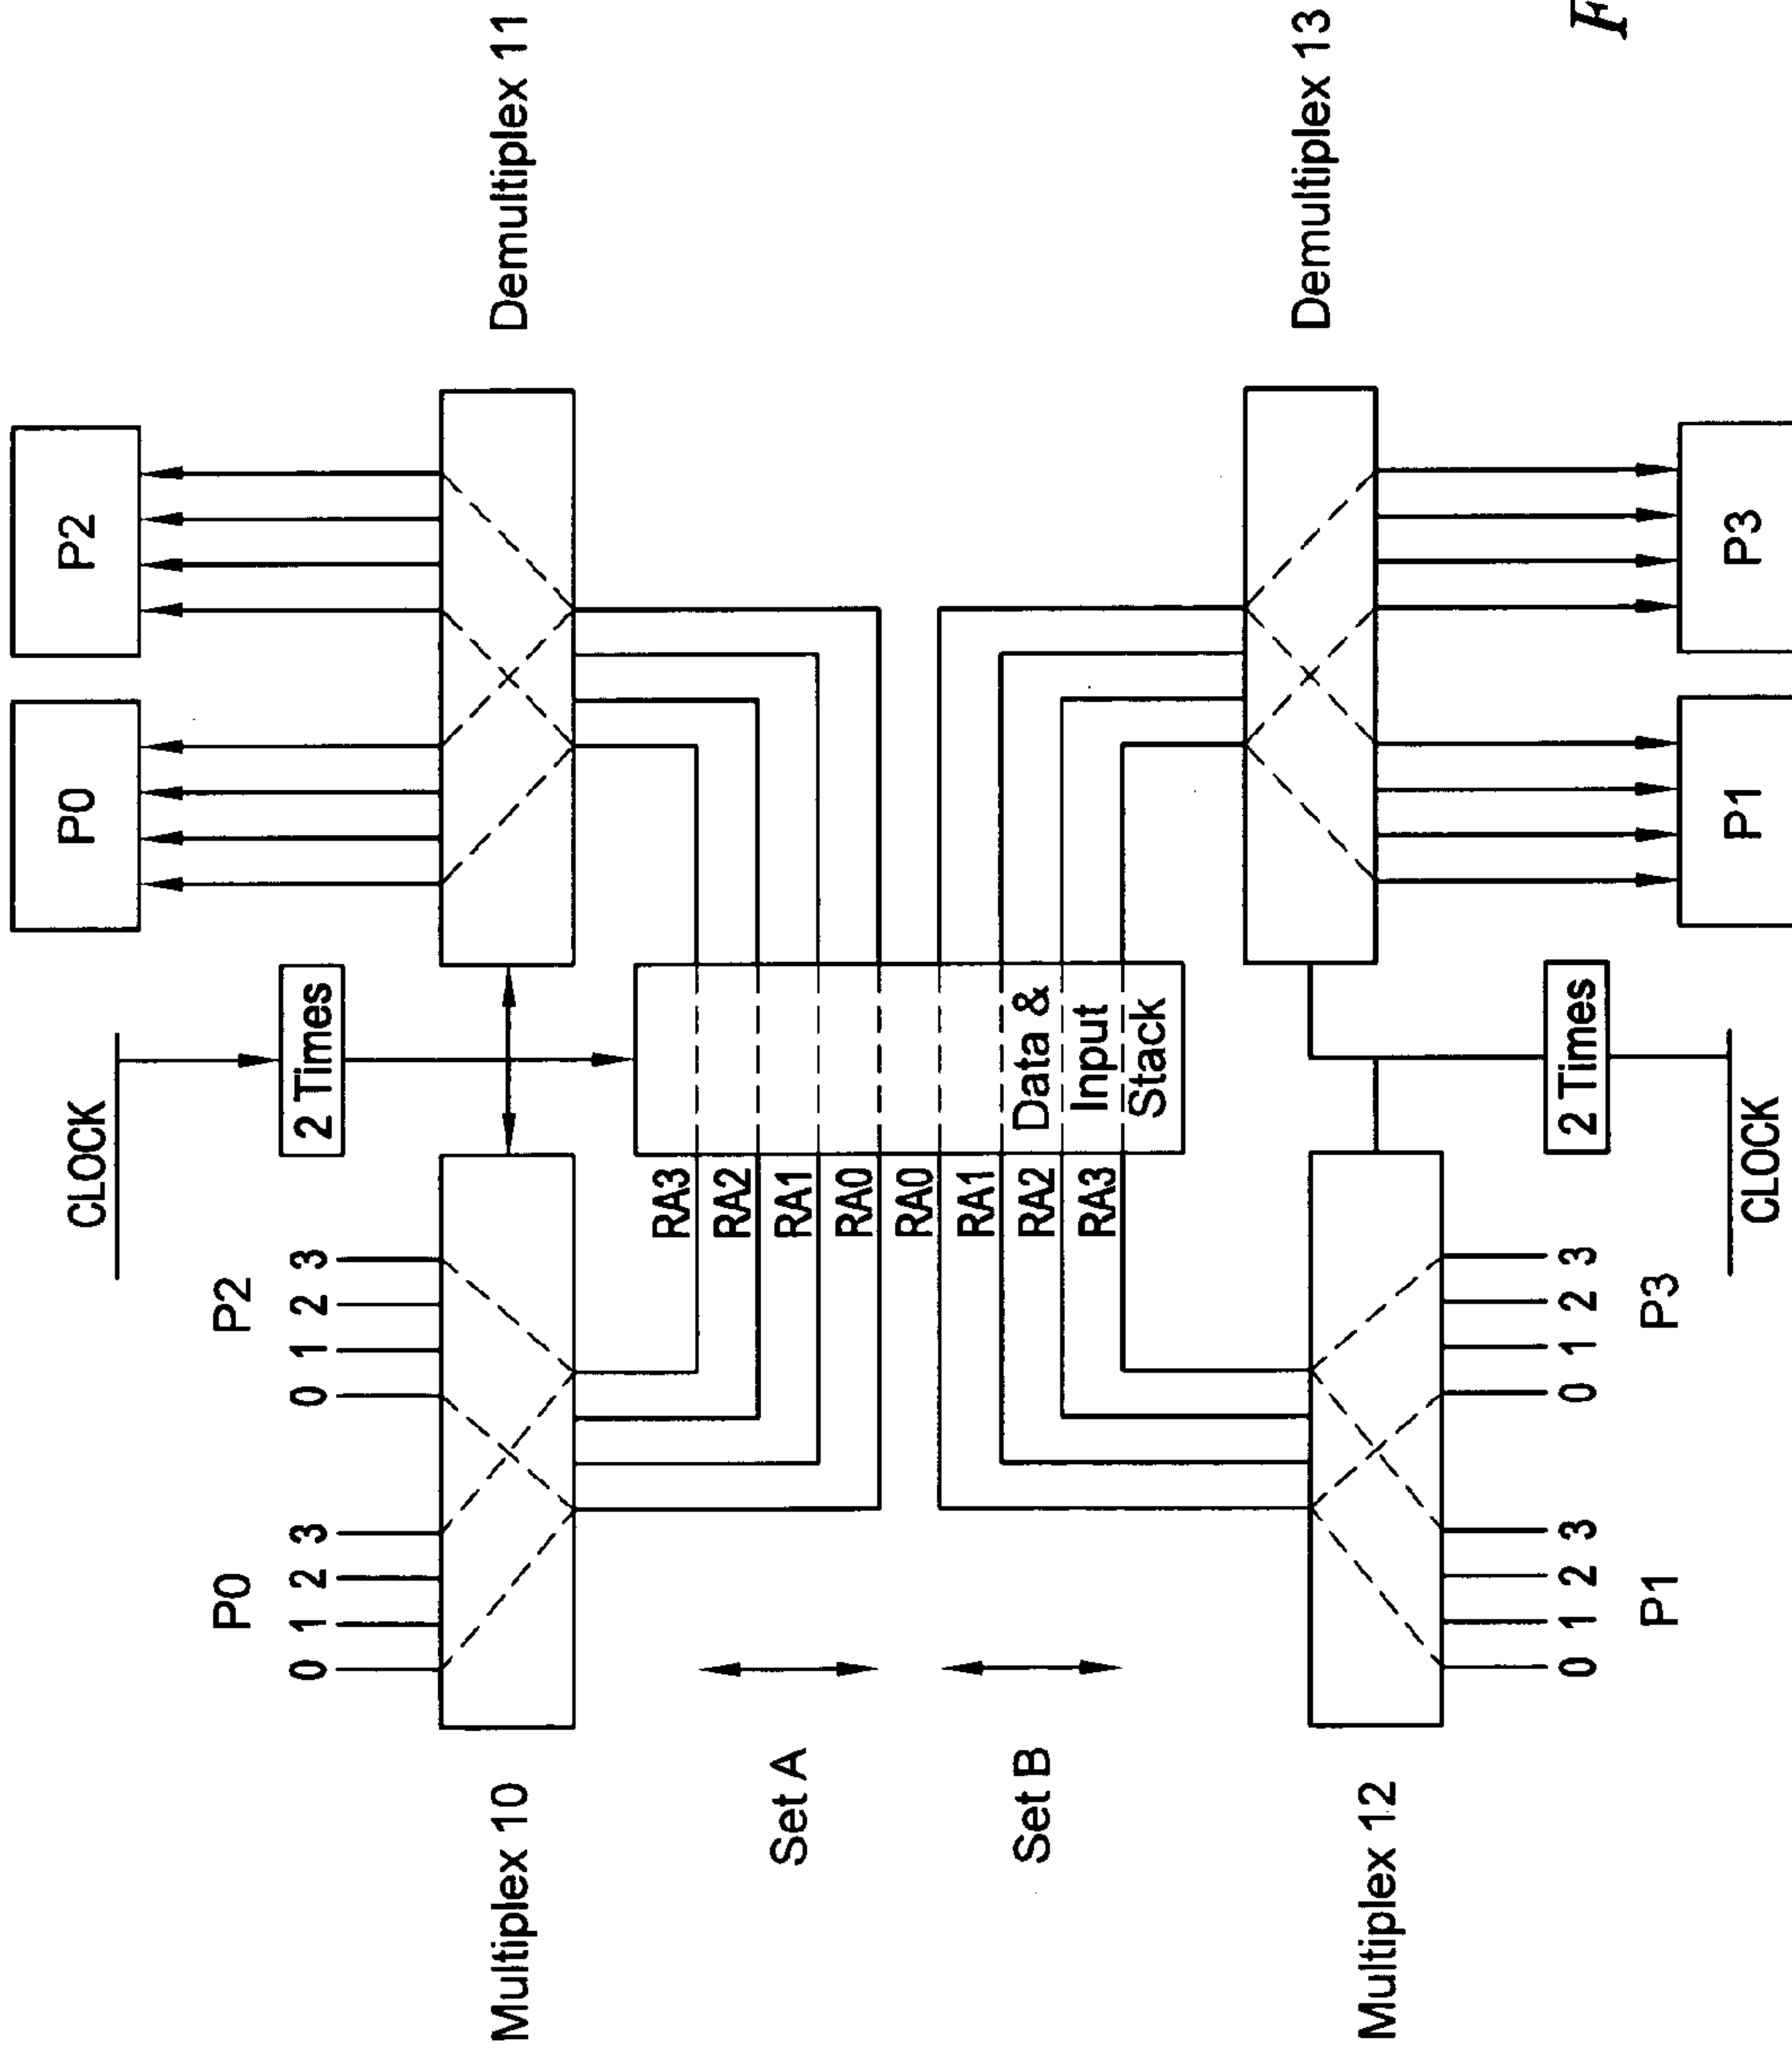 CLOCK
P0
P2
P0
P2
0 1 2 3
0 1 2 3
2 Times
Multiplex 10
Demultiplex 11
RA3
RA2
Set A
RA1
RA0
RA0
RA1
Set B
RA2
RA3
Data &
Input
Stack
Multiplex 12
Demultiplex 13
0 1 2 3
0 1 2 3
2 Times
P1
P3
CLOCK
P1
P3